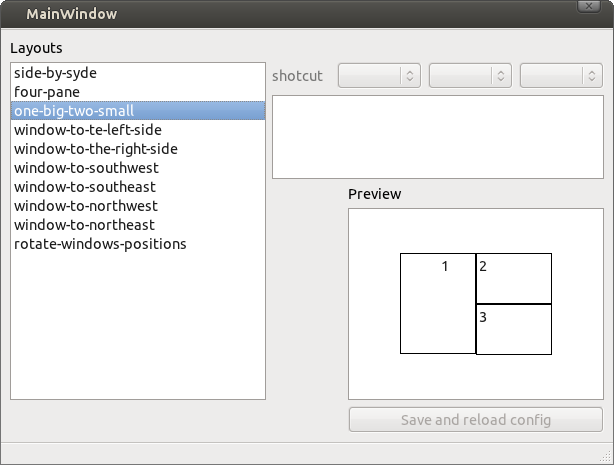 MainWindow
Layouts
side-by-syde
four-pane
one-big-two-small
window-to-te-left-side
window-to-the-right-side
window-to-southwest
window-to-southeast
window-to-northwest
window-to-northeast
rotate-windows-positions
shotcut
Preview
1 2
3
Save and reload config